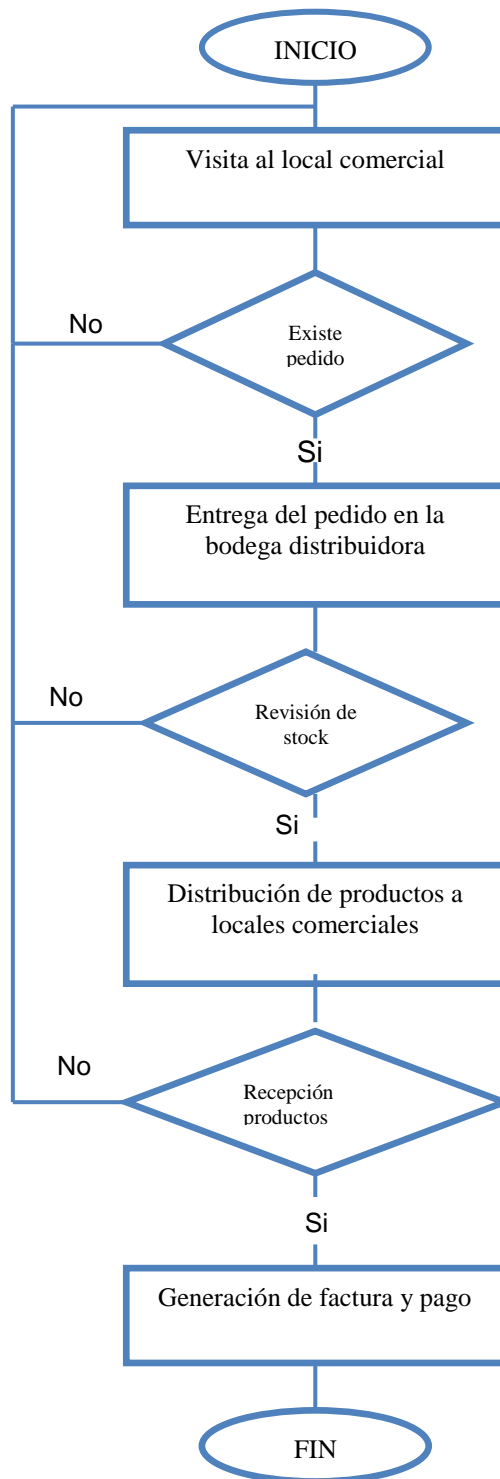 INICIO
Visita al local comercial
No
Existe
pedido
Si
Entrega del pedido en la
bodega distribuidora
No
Revisión de
stock
Si
Distribución de productos a
locales comerciales
No
Recepción
productos
Si
Generación de factura y pago
FIN